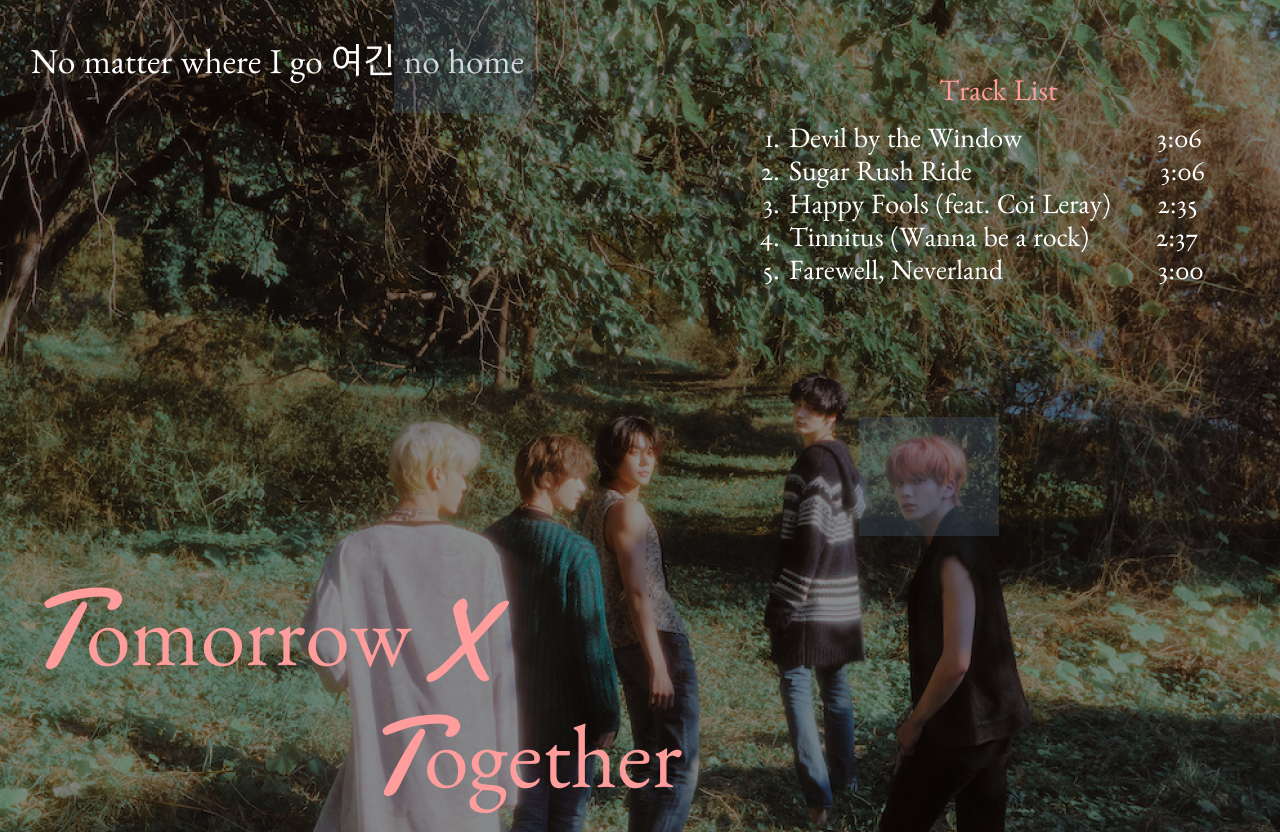 No matter where I go 여긴 no home
Track List
1. Devil by the Window 3:06
2. Sugar Rush Ride 3:06
3. Happy Fools (feat. Coi Leray) 2:35
4. Tinnitus (Wanna be a rock) 2:37
5. Farewell, Neverland 3:00
Tomorrow X
Together